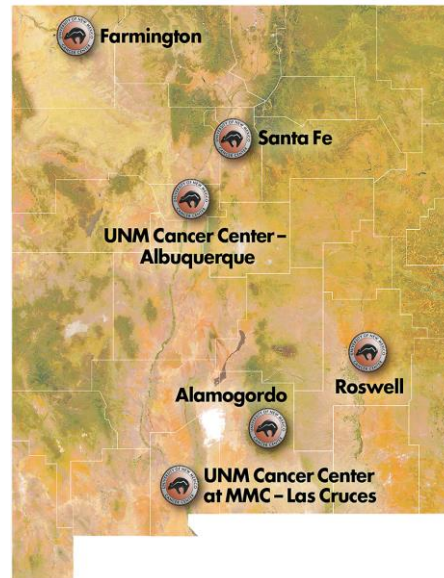 Farmington
Santa Fe
UNM Cancer Center –
Albuquerque
Roswell
Alamogordo
UNM Cancer Center
at MMC – Las Cruces